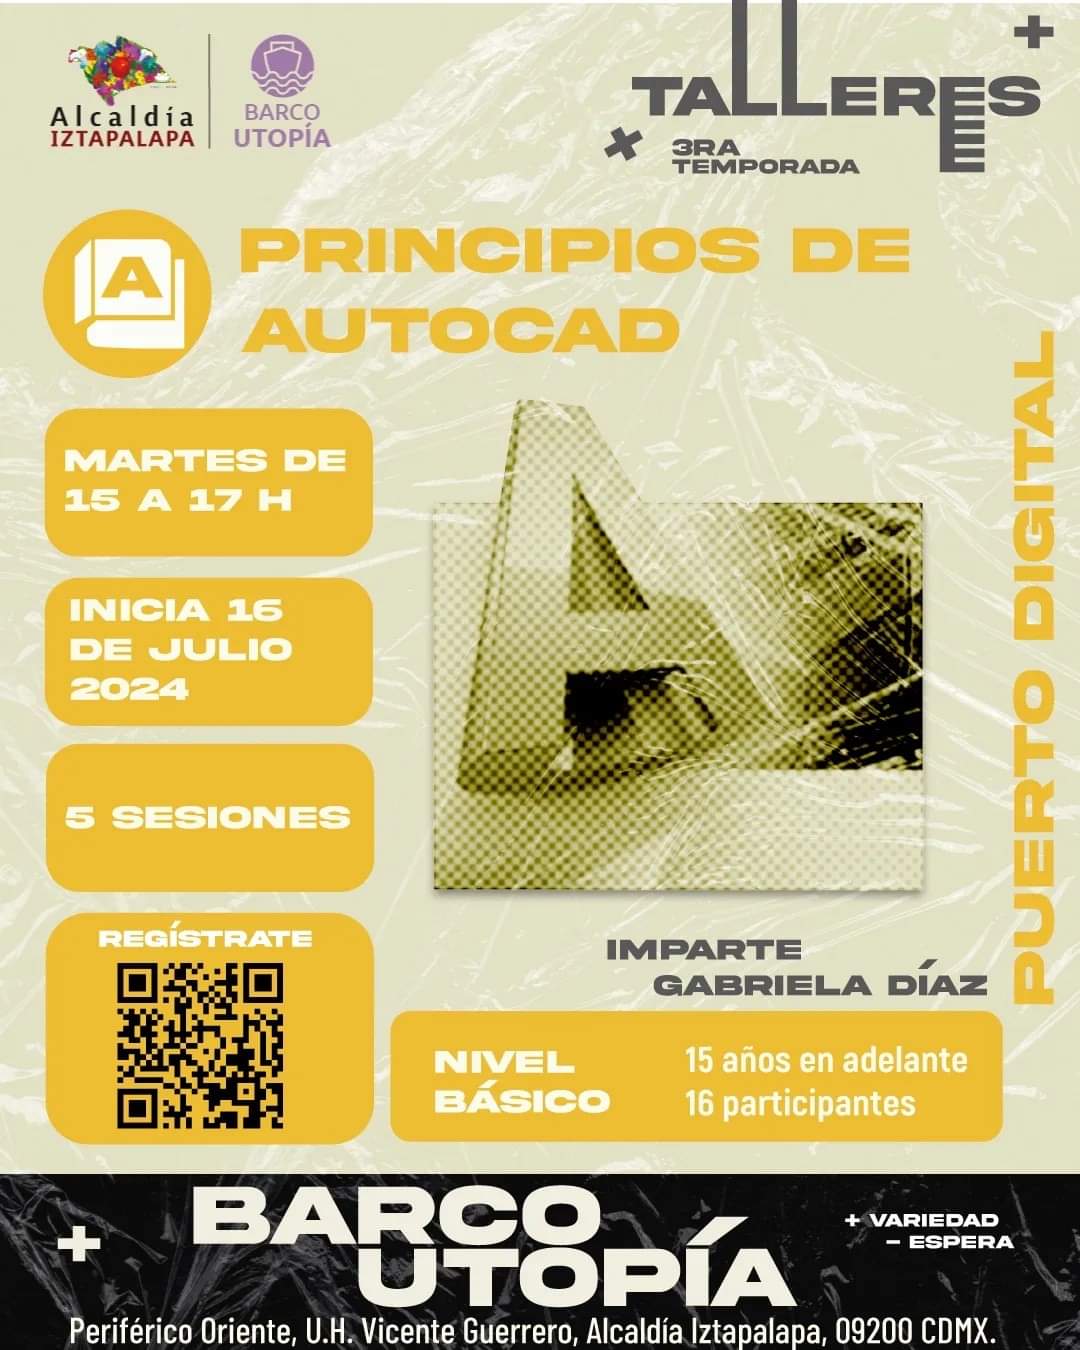 Alcaldía
IZTAPALAPA
BARCO
UTOPÍA
TALLERES
3RA
TEMPORADA
A
PRINCIPIOS DE
AUTOCAD
MARTES DE
15 A 17 H
INICIA 16
DE JULIO
2024
5 SESIONES
REGÍSTRATE
A
PUERTO DIGITAL
IMPARTE
GABRIELA DÍAZ
NIVEL
BÁSICO
15 años en adelante
16 participantes
BARCO
UTOPÍA
+ VARIEDAD
- ESPERA
Periférico Oriente, U.H. Vicente Guerrero, Alcaldía Iztapalapa, 09200 CDMX.